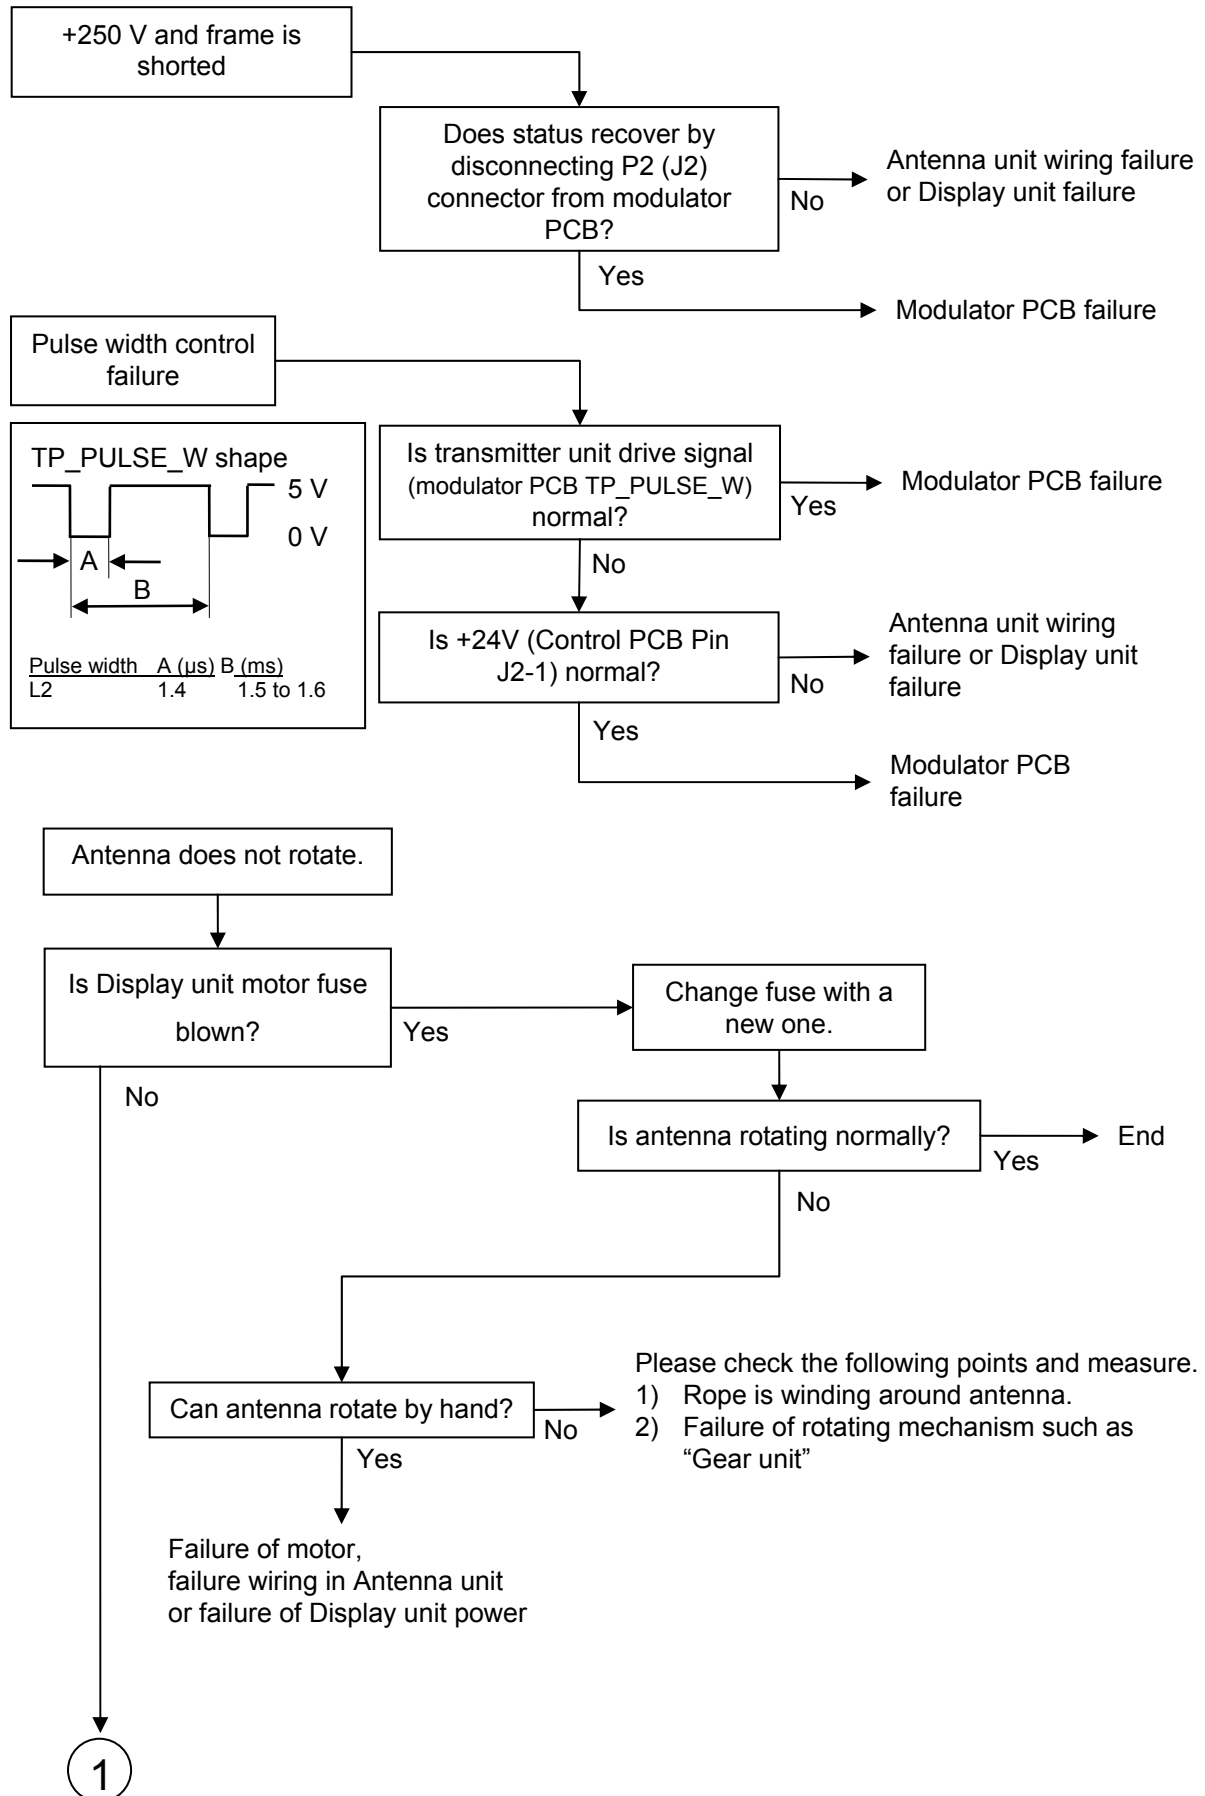 +250 V and frame is
shorted
Does status recover by
disconnecting P2 (J2)
connector from modulator
PCB?
No
Antenna unit wiring failure
or Display unit failure
Yes
Modulator PCB failure
Pulse width control
failure
TP_PULSE_W shape
5 V
0 V
A
B
Pulse width A (μs) B (ms)
L2 1.4 1.5 to 1.6
Is transmitter unit drive signal
(modulator PCB TP_PULSE_W)
normal?
Yes
Modulator PCB failure
No
Is +24V (Control PCB Pin
J2-1) normal?
No
Antenna unit wiring
failure or Display unit
failure
Yes
Modulator PCB
failure
Antenna does not rotate.
Is Display unit motor fuse
blown?
Yes
Change fuse with a
new one.
No
Is antenna rotating normally?
Yes
End
No
Can antenna rotate by hand?
No
Please check the following points and measure.
1) Rope is winding around antenna.
2) Failure of rotating mechanism such as
“Gear unit”
Yes
Failure of motor,
failure wiring in Antenna unit
or failure of Display unit power
1